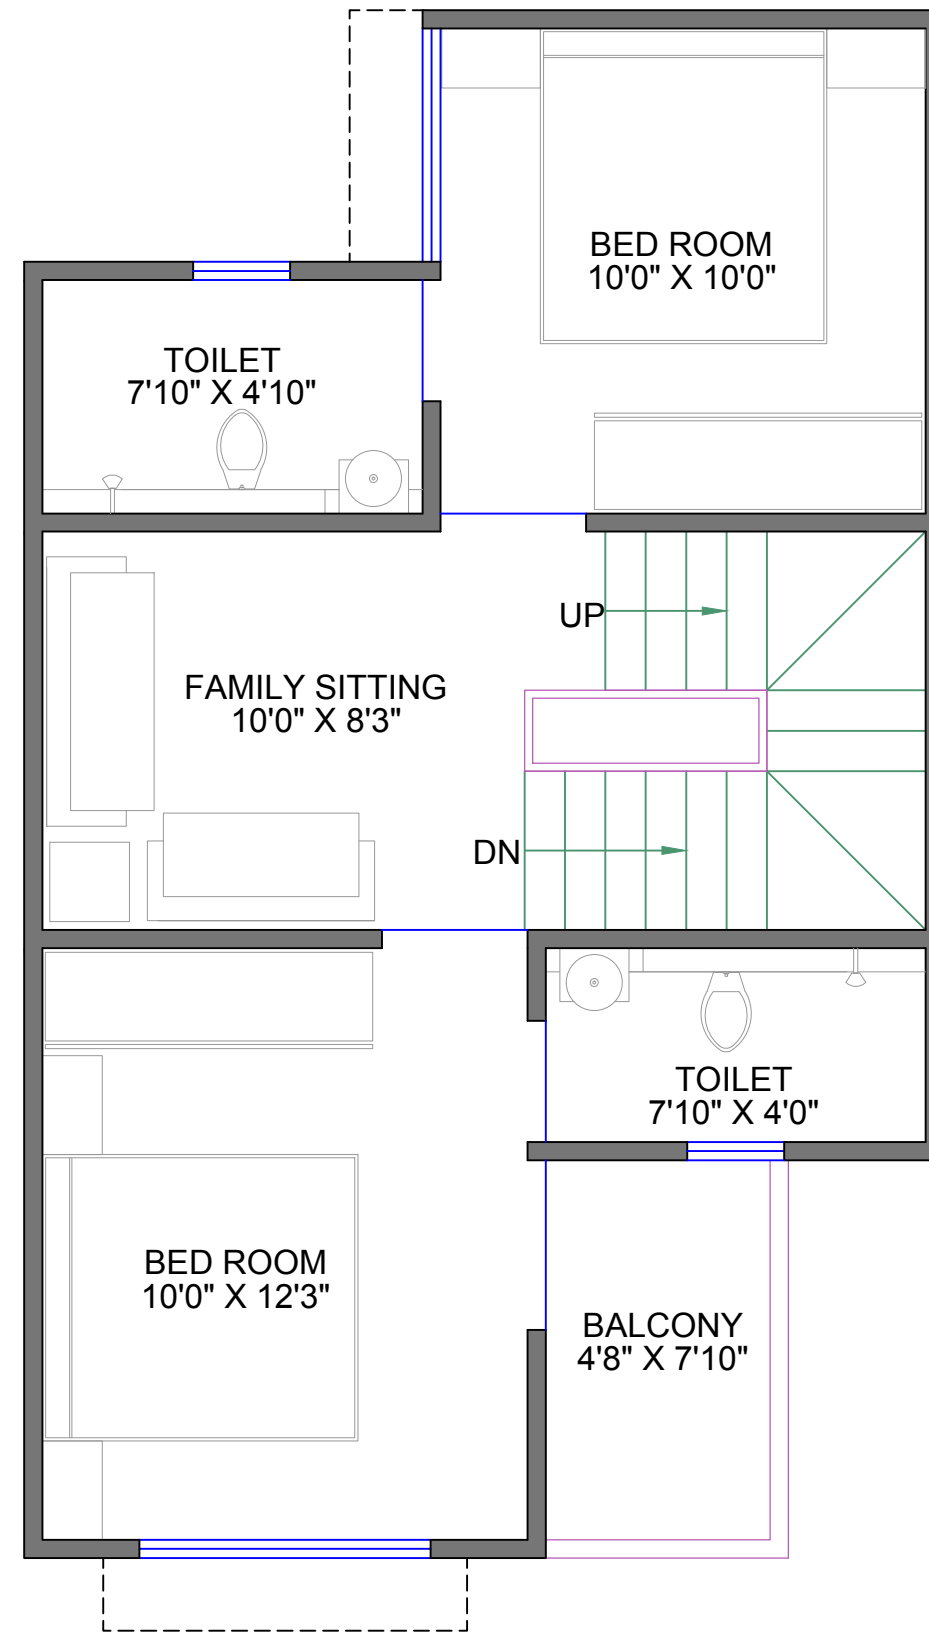 BED ROOM
10'0" X 10'0"
TOILET
7'10" X 4'10"
UP
FAMILY SITTING
10'0" X 8'3"
DN
TOILET
7'10" X 4'0"
BED ROOM
10'0" X 12'3"
BALCONY
4'8" X 7'10"